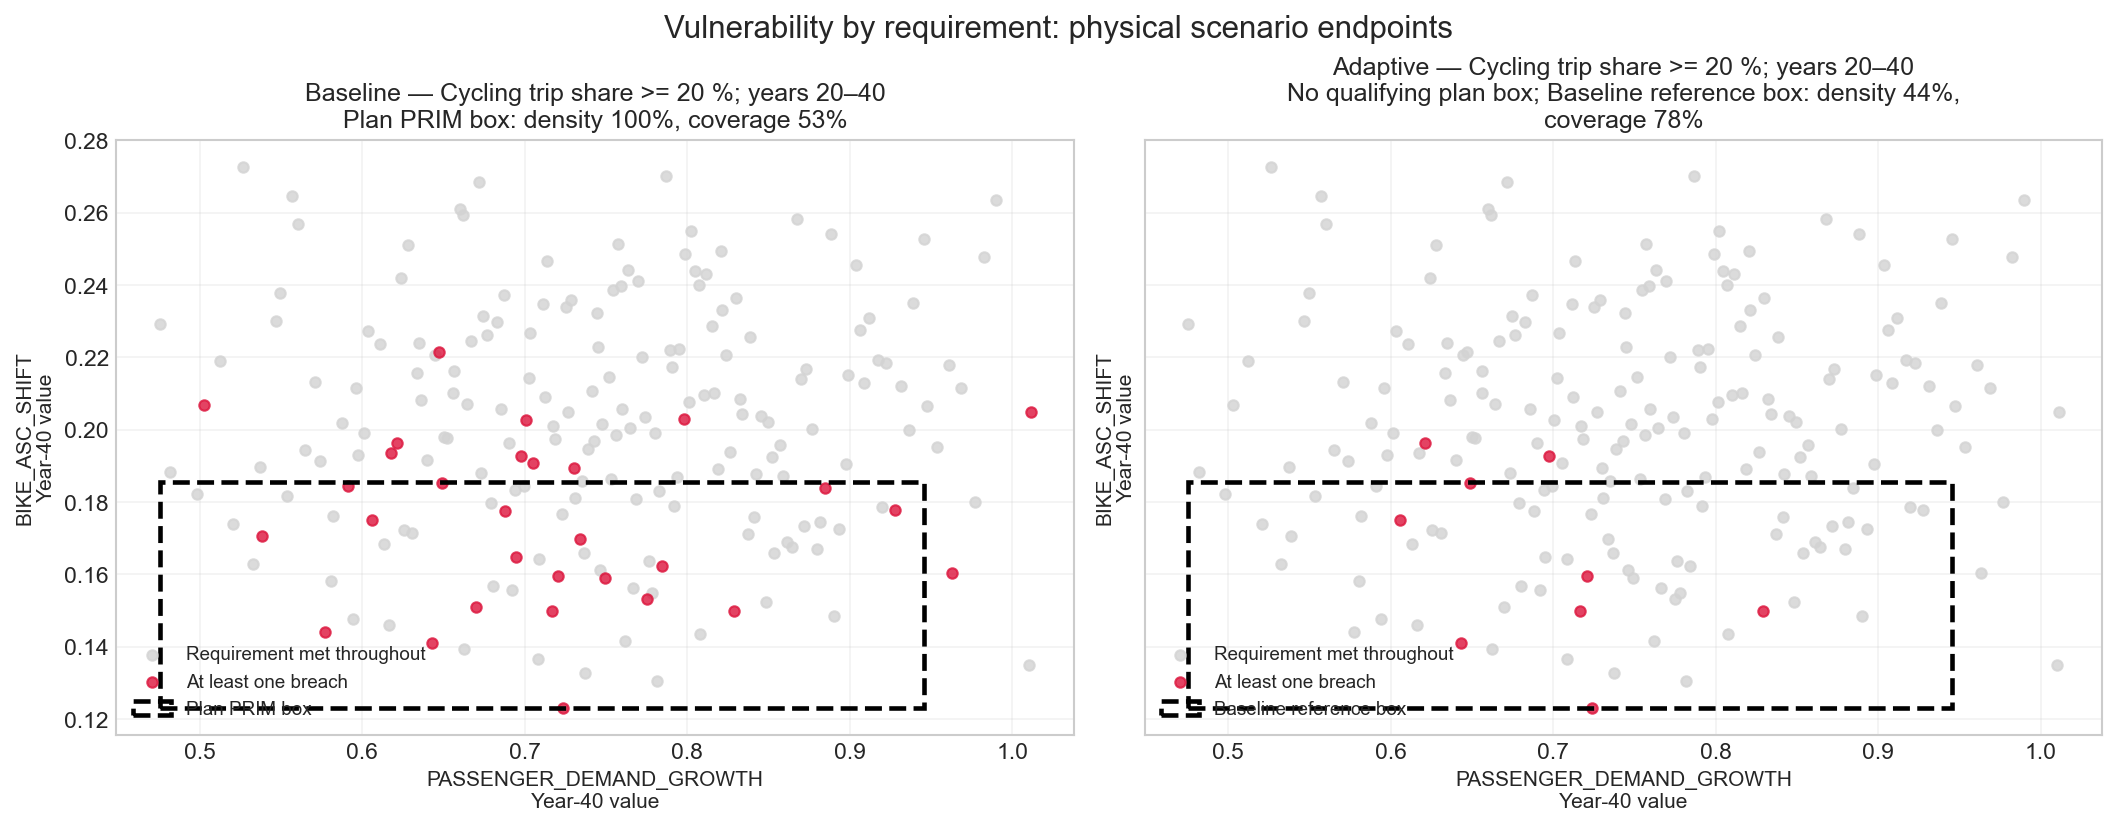 Vulnerability by requirement: physical scenario endpoints
Baseline — Cycling trip share >= 20 %; years 20–40
Plan PRIM box: density 100%, coverage 53%
0.28
0.26
0.24
0.22
0.20
0.18
0.16
0.14
0.12
BIKE_ASC_SHIFT
Year-40 value
Requirement met throughout
At least one breach
Plan PRIM box
0.5
0.6
0.7
0.8
0.9
1.0
PASSENGER_DEMAND_GROWTH
Year-40 value
Adaptive — Cycling trip share >= 20 %; years 20–40
No qualifying plan box; Baseline reference box: density 44%,
coverage 78%
BIKE_ASC_SHIFT
Year-40 value
Requirement met throughout
At least one breach
Baseline reference box
0.5
0.6
0.7
0.8
0.9
1.0
PASSENGER_DEMAND_GROWTH
Year-40 value